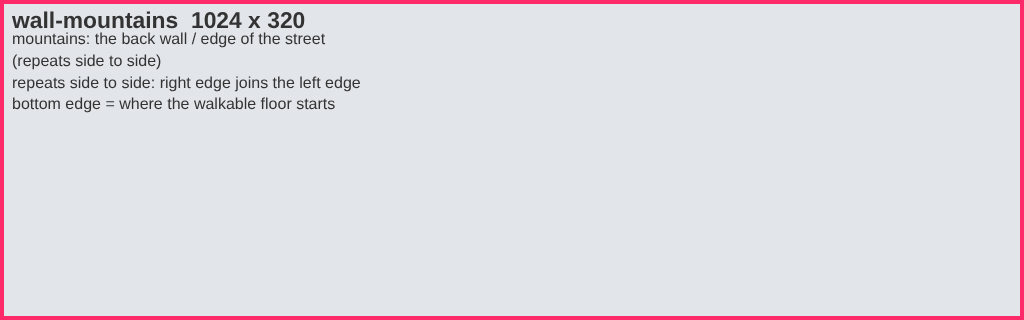 wall-mountains  1024 x 320
mountains: the back wall / edge of the street
(repeats side to side)
repeats side to side: right edge joins the left edge
bottom edge = where the walkable floor starts